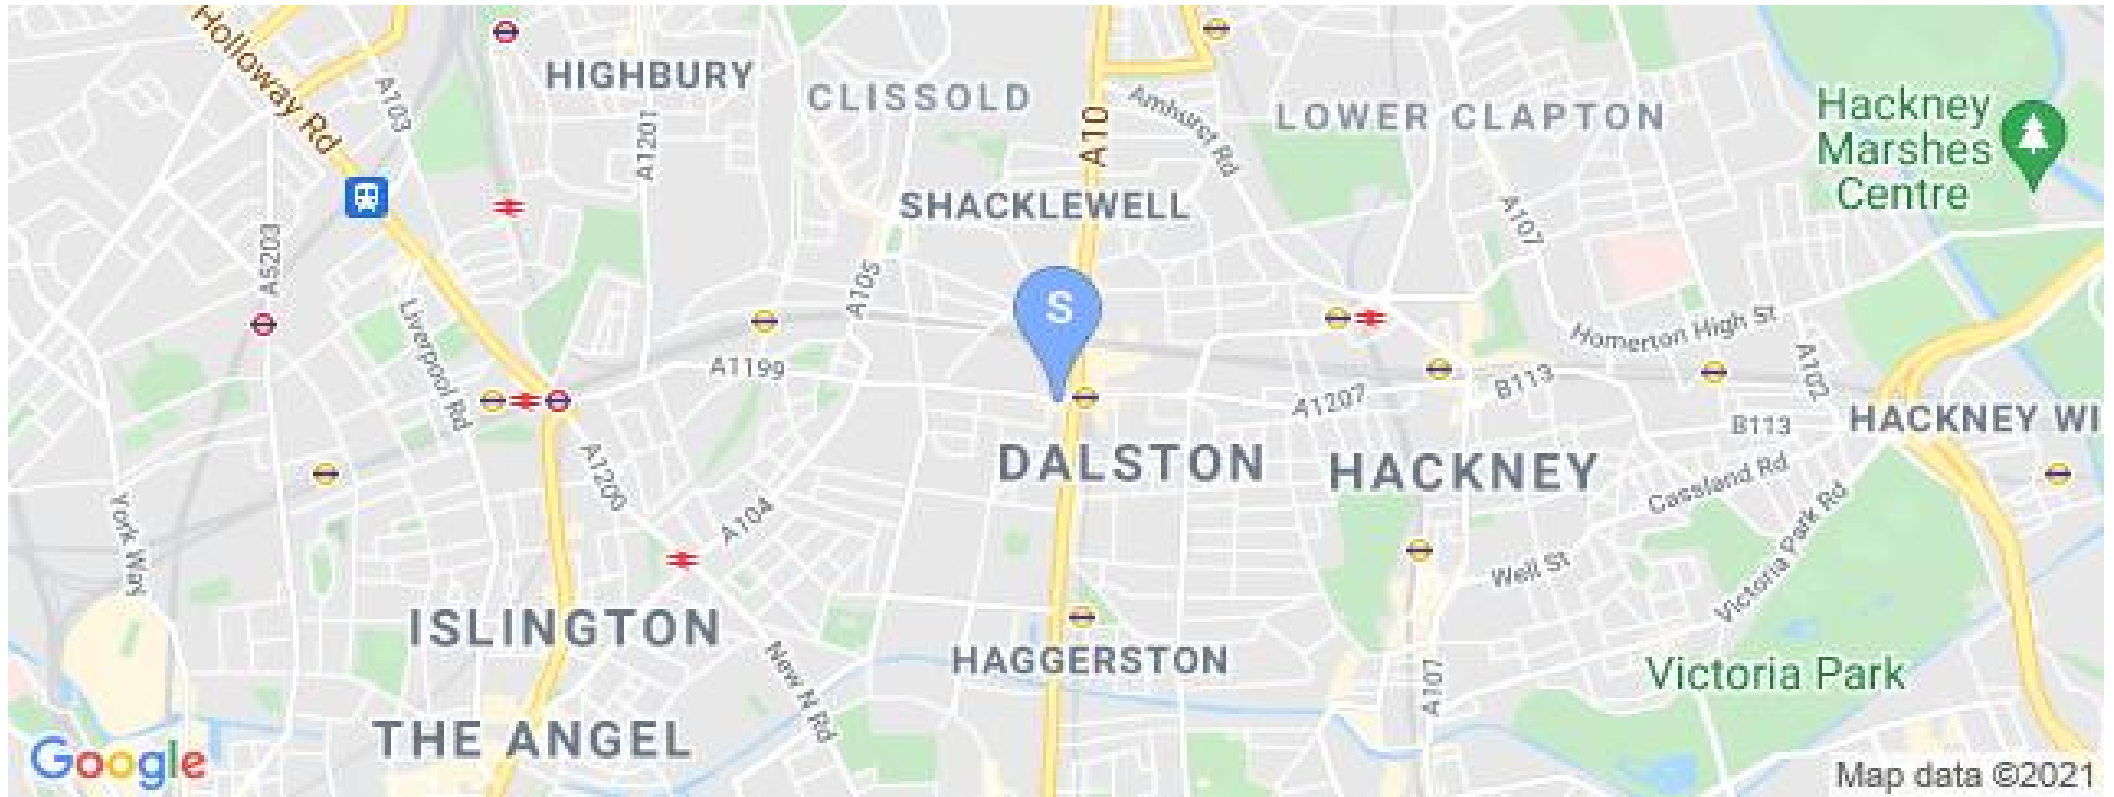 Holloway Rd
A103
HIGHBURY
A1201
CLISSOLD
A10
Amhurst Rd
LOWER CLAPTON
Hackney
Marshes
Centre
SHACKLEWELL
A107
A5203
A105
S
Liverpool Rd
Homerton High St
A102
A1199
A1207
B113
B113
HACKNEY WI
DALSTON
HACKNEY
A1200
Cassland Rd
York Way
A104
Victoria Park Rd
Well St
ISLINGTON
HAGGERSTON
New N Rd
A107
Victoria Park
THE ANGEL
Google
Map data ©2021